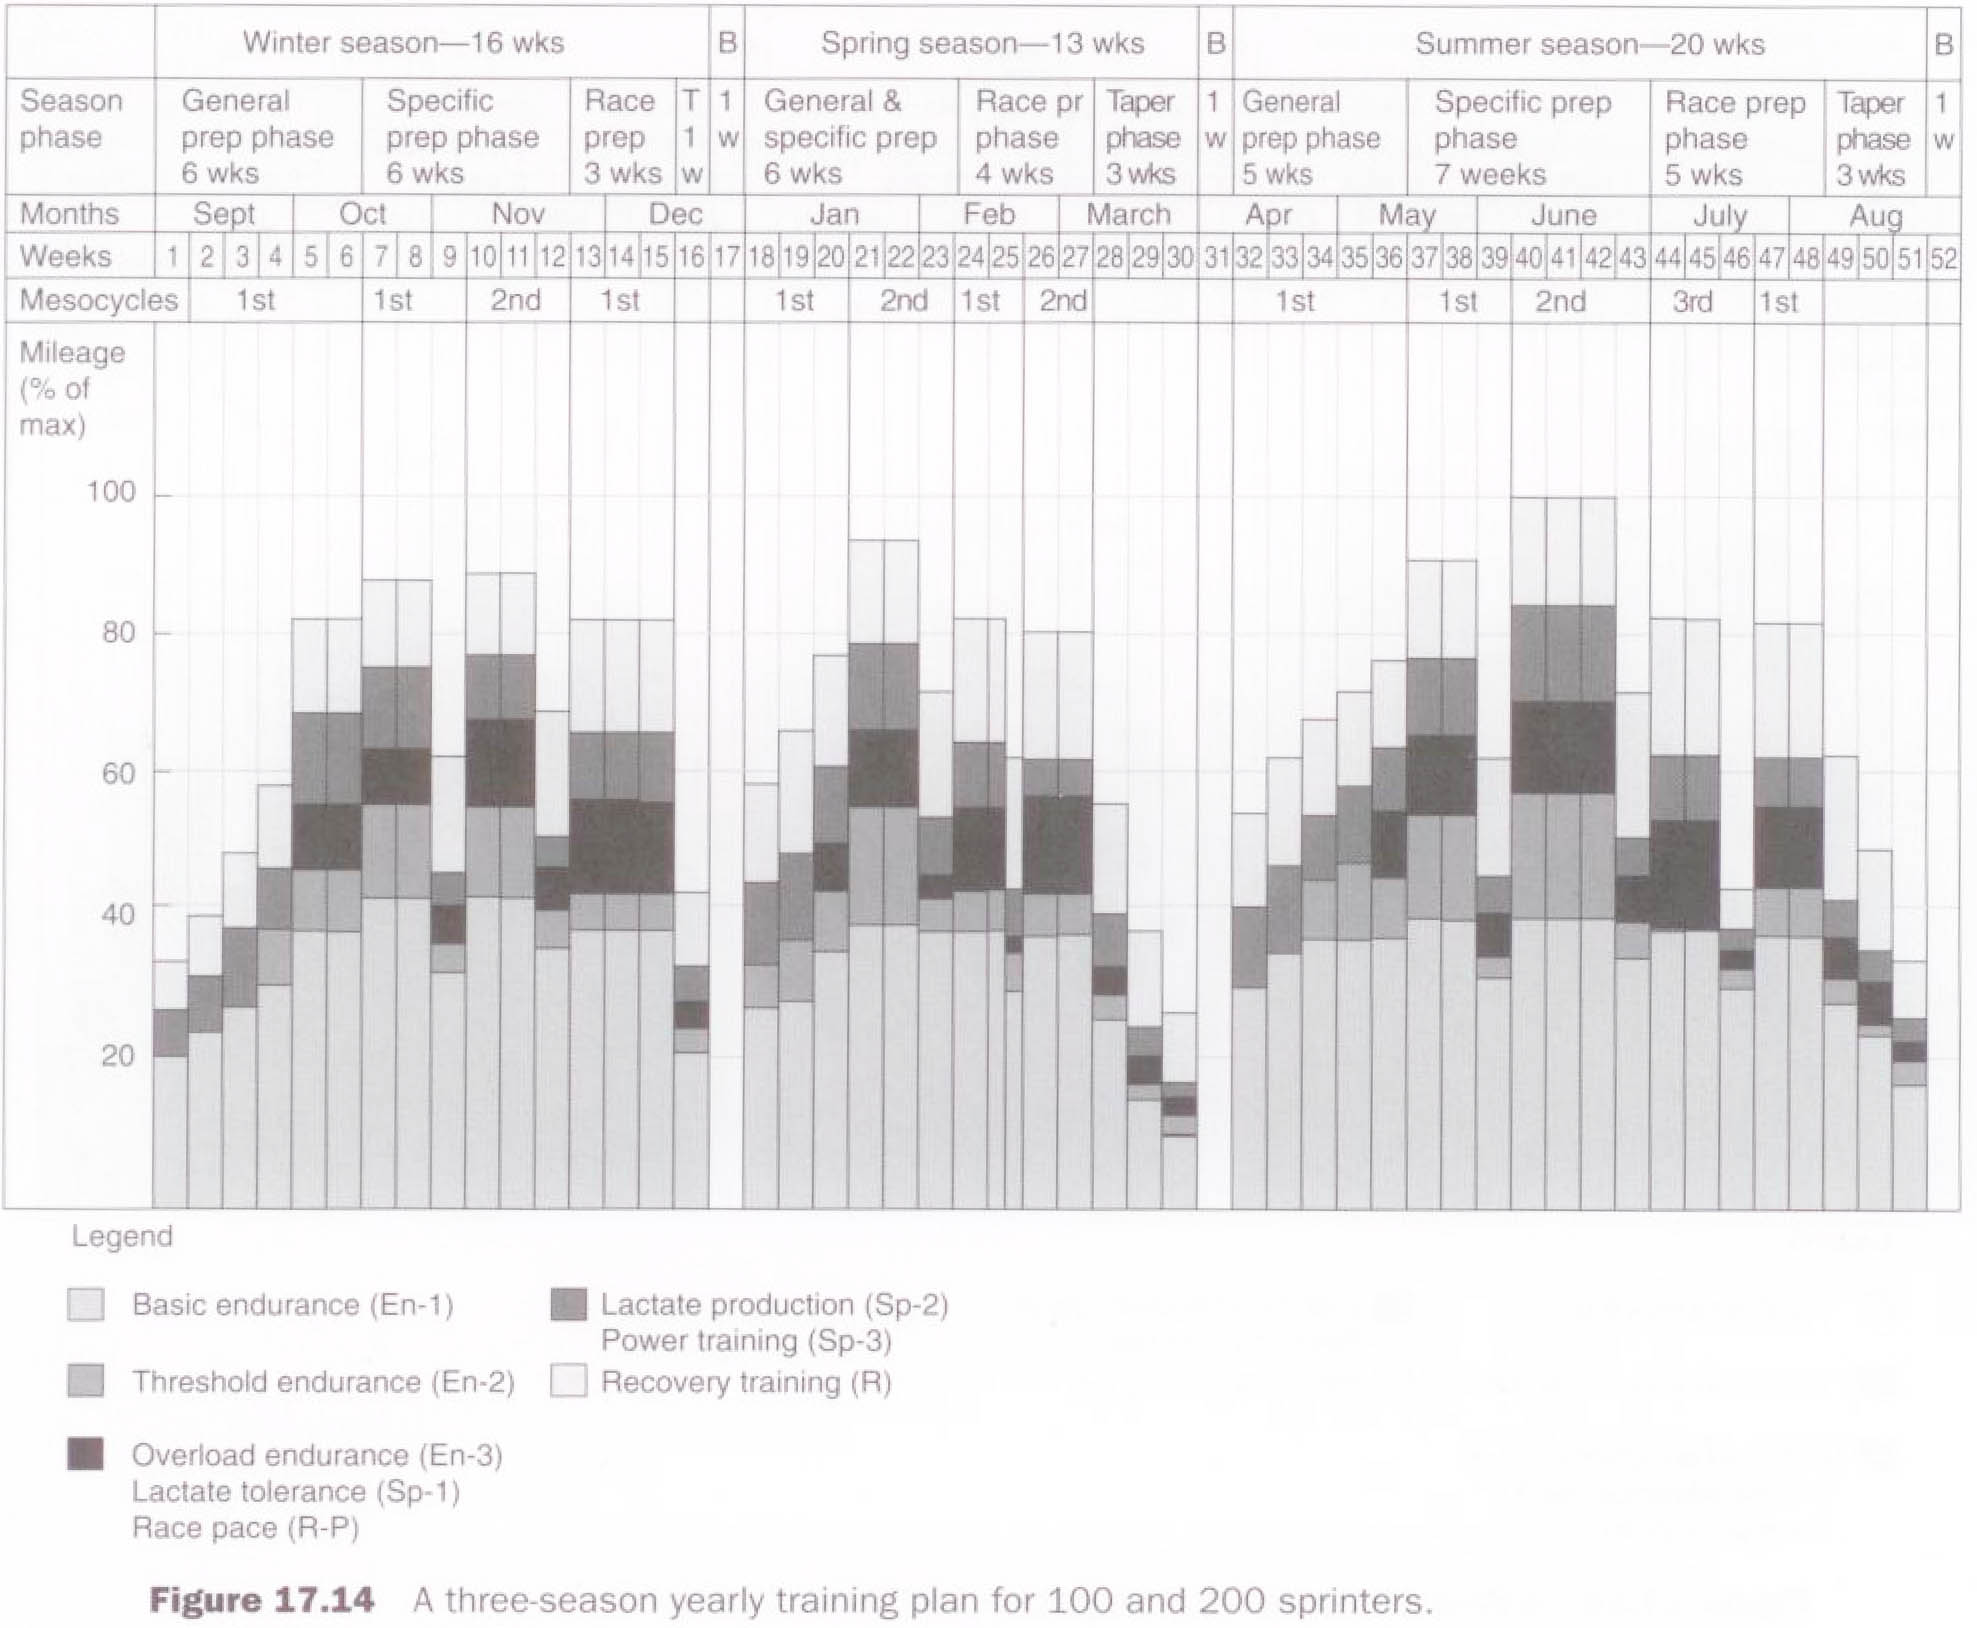 Winter season—16 wks B Spring season—13 wks B Summer season—20 wks B
Season phase
General prep phase 6 wks
Specific prep phase 6 wks
Race prep 3 wks
T 1 w
1 w
General & specific prep 6 wks
Race pr phase 4 wks
Taper phase 3 wks
1 w
General prep phase 5 wks
Specific prep phase 7 weeks
Race prep phase 5 wks
Taper phase 3 wks
1 w
Months Sept Oct Nov Dec Jan Feb March Apr May June July Aug
Weeks 1 2 3 4 5 6 7 8 9 10 11 12 13 14 15 16 17 18 19 20 21 22 23 24 25 26 27 28 29 30 31 32 33 34 35 36 37 38 39 40 41 42 43 44 45 46 47 48 49 50 51 52
Mesocycles 1st 1st 2nd 1st 1st 2nd 1st 2nd 1st 1st 2nd 3rd 1st
Mileage
(% of
max)
100
80
60
40
20
Legend
Basic endurance (En-1)
Threshold endurance (En-2)
Overload endurance (En-3)
Lactate tolerance (Sp-1)
Race pace (R-P)
Lactate production (Sp-2)
Power training (Sp-3)
Recovery training (R)
Figure 17.14 A three-season yearly training plan for 100 and 200 sprinters.